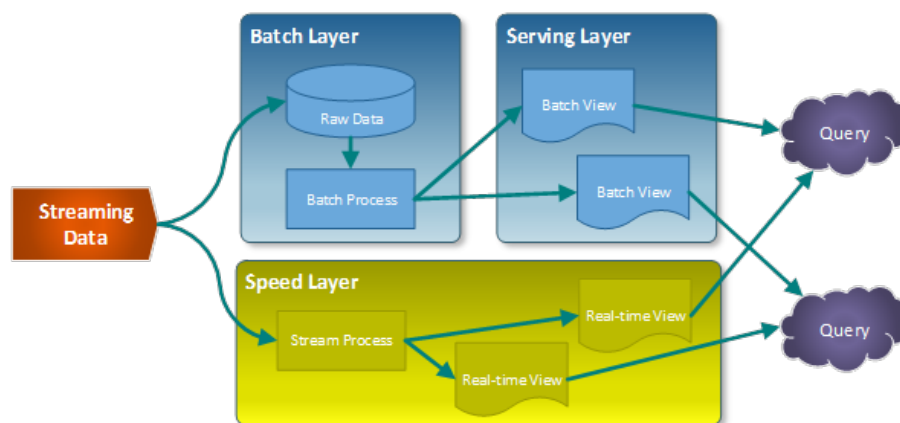 Batch Layer
Raw Data
Batch Process
Serving Layer
Batch View
Batch View
Query
Streaming
Data
Speed Layer
Stream Process
Real-time View
Real-time View
Query